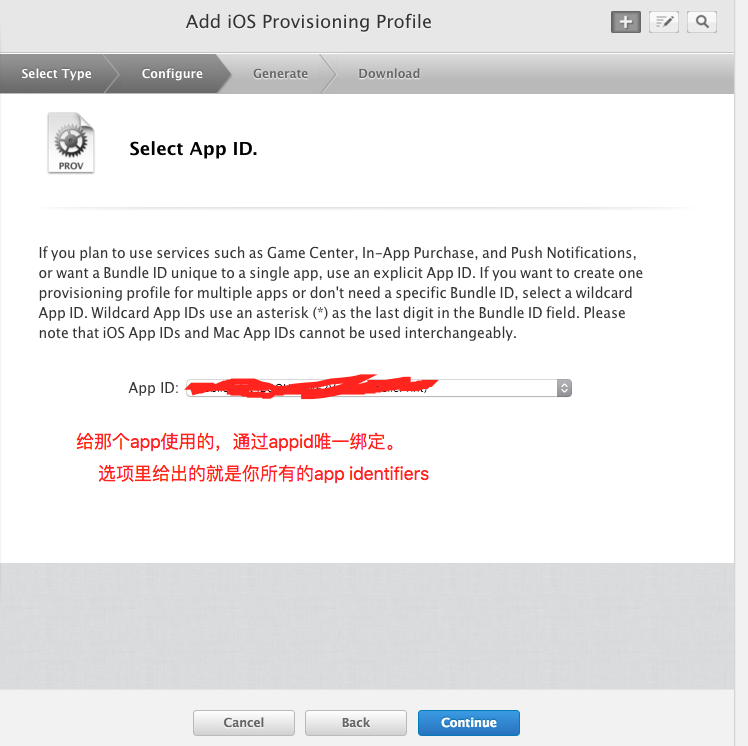 Add iOS Provisioning Profile
Select Type
Configure
Generate
Download
PROV
Select App ID.
If you plan to use services such as Game Center, In-App Purchase, and Push Notifications,
or want a Bundle ID unique to a single app, use an explicit App ID. If you want to create one
provisioning profile for multiple apps or don't need a specific Bundle ID, select a wildcard
App ID. Wildcard App IDs use an asterisk (*) as the last digit in the Bundle ID field. Please
note that iOS App IDs and Mac App IDs cannot be used interchangeably.
App ID:
给那个app使用的，通过appid唯一绑定。
选项里给出的就是你所有的app identifiers
Cancel
Back
Continue